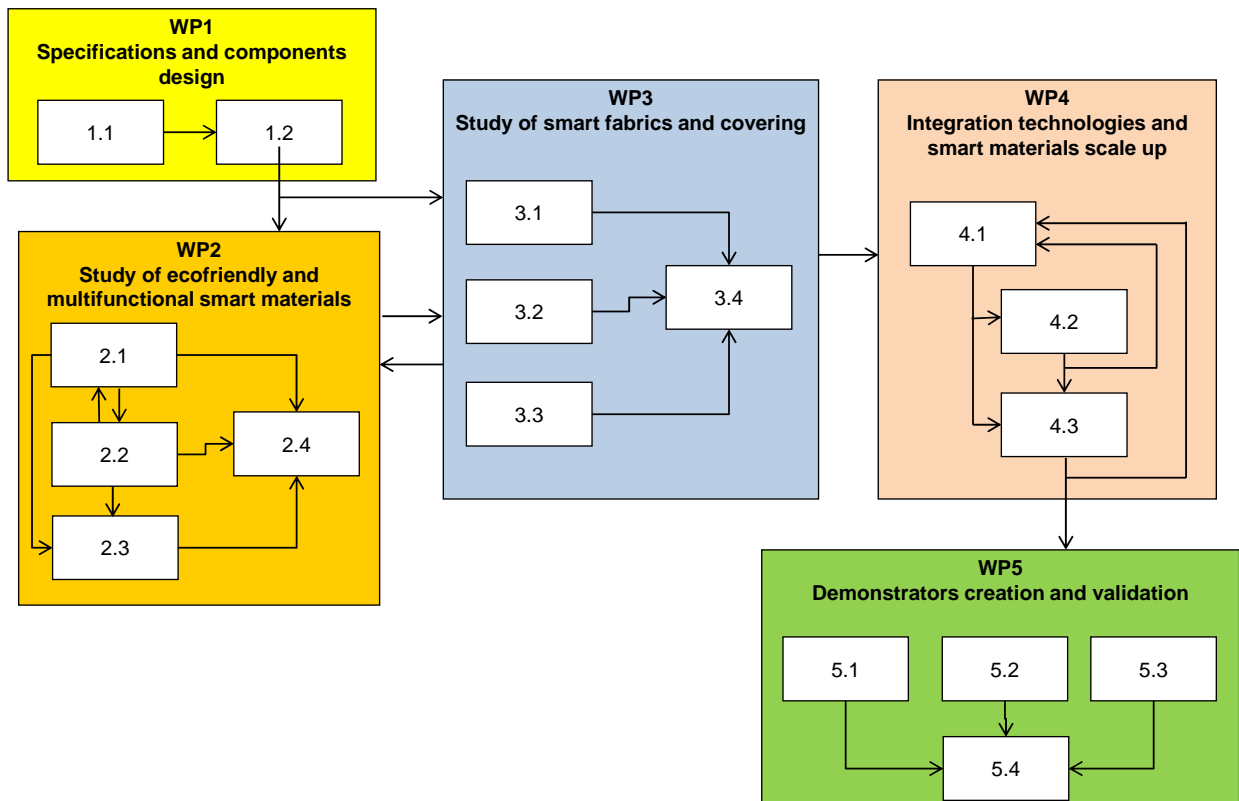 WP1
Specifications and components
design
1.1
1.2
WP2
Study of ecofriendly and
multifunctional smart materials
2.1
2.2
2.3
2.4
WP3
Study of smart fabrics and covering
3.1
3.2
3.3
3.4
WP4
Integration technologies and
smart materials scale up
4.1
4.2
4.3
WP5
Demonstrators creation and validation
5.1
5.2
5.3
5.4